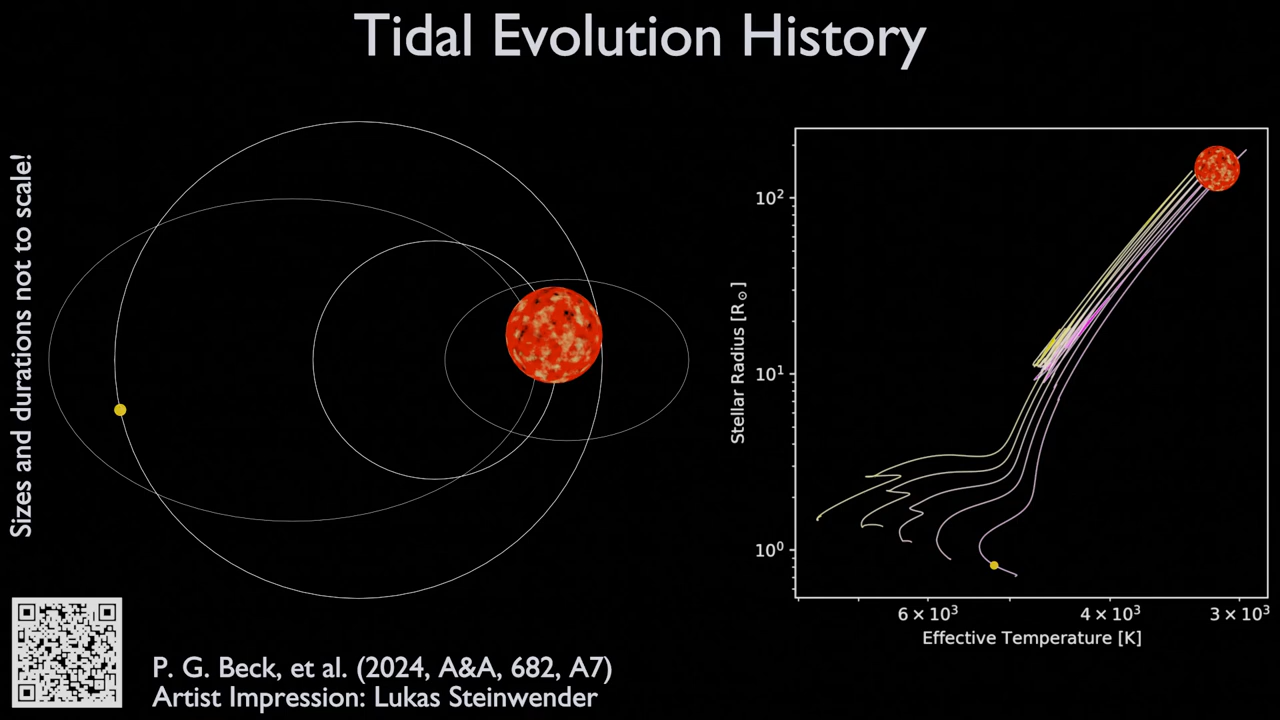 Tidal Evolution History
Sizes and durations not to scale!
Stellar Radius [R⊙]
10²
10¹
10⁰
6 × 10³
4 × 10³
3 × 10³
Effective Temperature [K]
P. G. Beck, et al. (2024, A&A, 682, A7)
Artist Impression: Lukas Steinwender